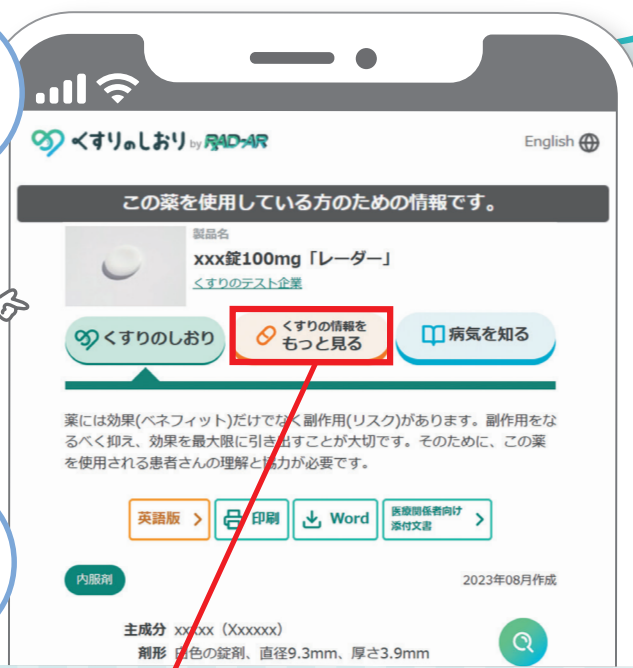 くすりのしおり by RAD-AR
English
この薬を使用している方のための情報です。
製品名
xxx錠100mg「レーダー」
くすりのテスト企業
くすりのしおり
くすりの情報を
もっと見る
病気を知る
薬には効果(ベネフィット)だけでなく副作用(リスク)があります。副作用をな
るべく抑え、効果を最大限に引き出すことが大切です。そのために、この薬
を使用される患者さんの理解と協力が必要です。
英語版
印刷
Word
医療関係者向け
添付文書
内服剤
2023年08月作成
主成分 xxxxx（Xxxxxx）
剤形 白色の錠剤、直径9.3mm、厚さ3.9mm